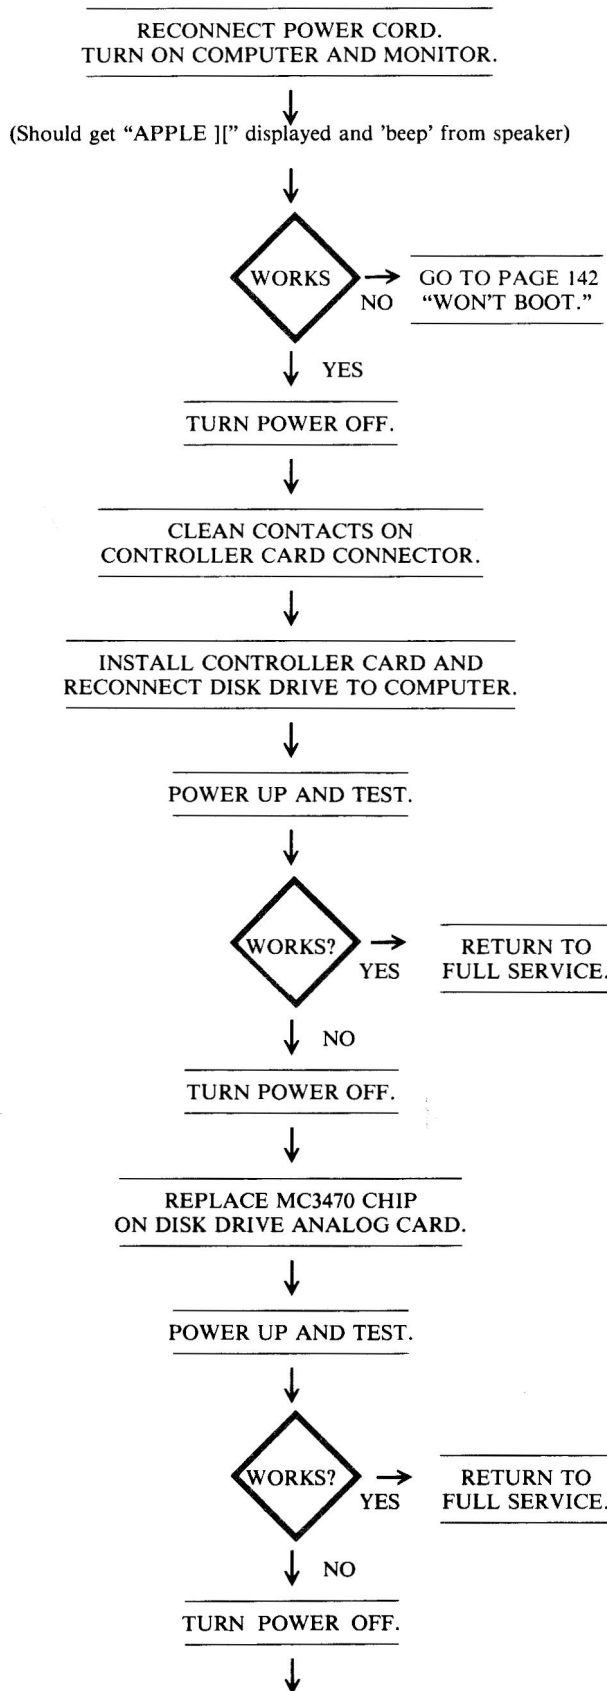 RECONNECT POWER CORD.
TURN ON COMPUTER AND MONITOR.
(Should get “APPLE ][” displayed and 'beep' from speaker)
WORKS
NO
GO TO PAGE 142
“WON'T BOOT.”
YES
TURN POWER OFF.
CLEAN CONTACTS ON
CONTROLLER CARD CONNECTOR.
INSTALL CONTROLLER CARD AND
RECONNECT DISK DRIVE TO COMPUTER.
POWER UP AND TEST.
WORKS?
YES
RETURN TO
FULL SERVICE.
NO
TURN POWER OFF.
REPLACE MC3470 CHIP
ON DISK DRIVE ANALOG CARD.
POWER UP AND TEST.
WORKS?
YES
RETURN TO
FULL SERVICE.
NO
TURN POWER OFF.